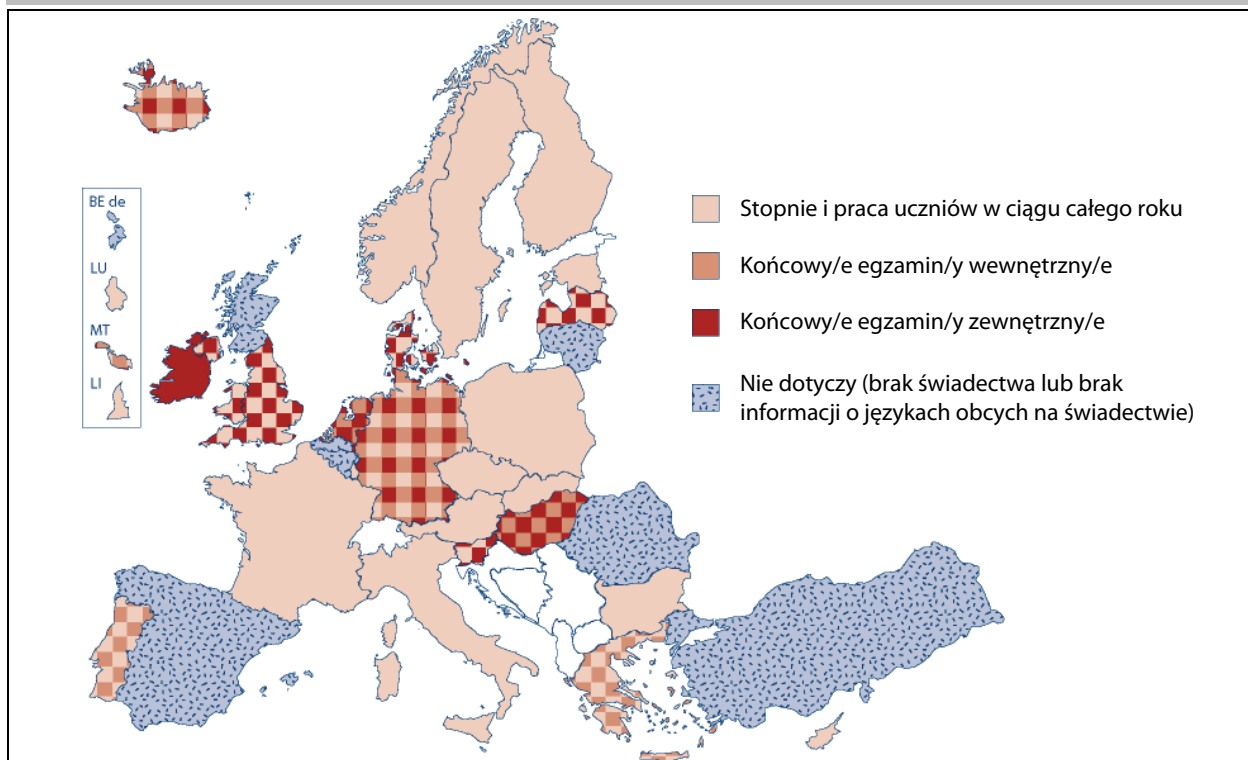 BE de
LU
MT
LI
Stopnie i praca uczniów w ciągu całego roku
Końcowy/e egzamin/y wewnętrzny/e
Końcowy/e egzamin/y zewnętrzny/e
Nie dotyczy (brak świadectwa lub brak
informacji o językach obcych na świadectwie)